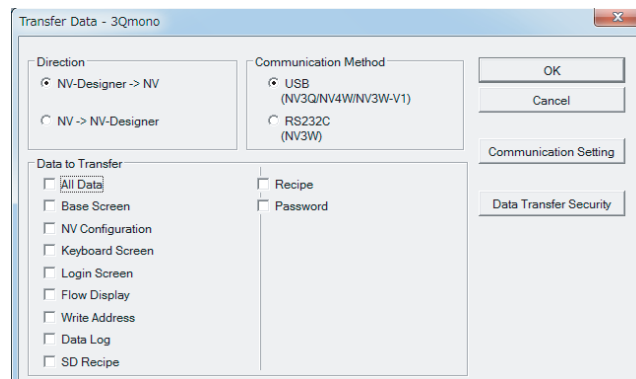 Transfer Data - 3Qmono
Direction
NV-Designer -> NV
NV -> NV-Designer
Communication Method
USB
(NV3Q/NV4W/NV3W-V1)
RS232C
(NV3W)
OK
Cancel
Communication Setting
Data Transfer Security
Data to Transfer
All Data
Base Screen
NV Configuration
Keyboard Screen
Login Screen
Flow Display
Write Address
Data Log
SD Recipe
Recipe
Password